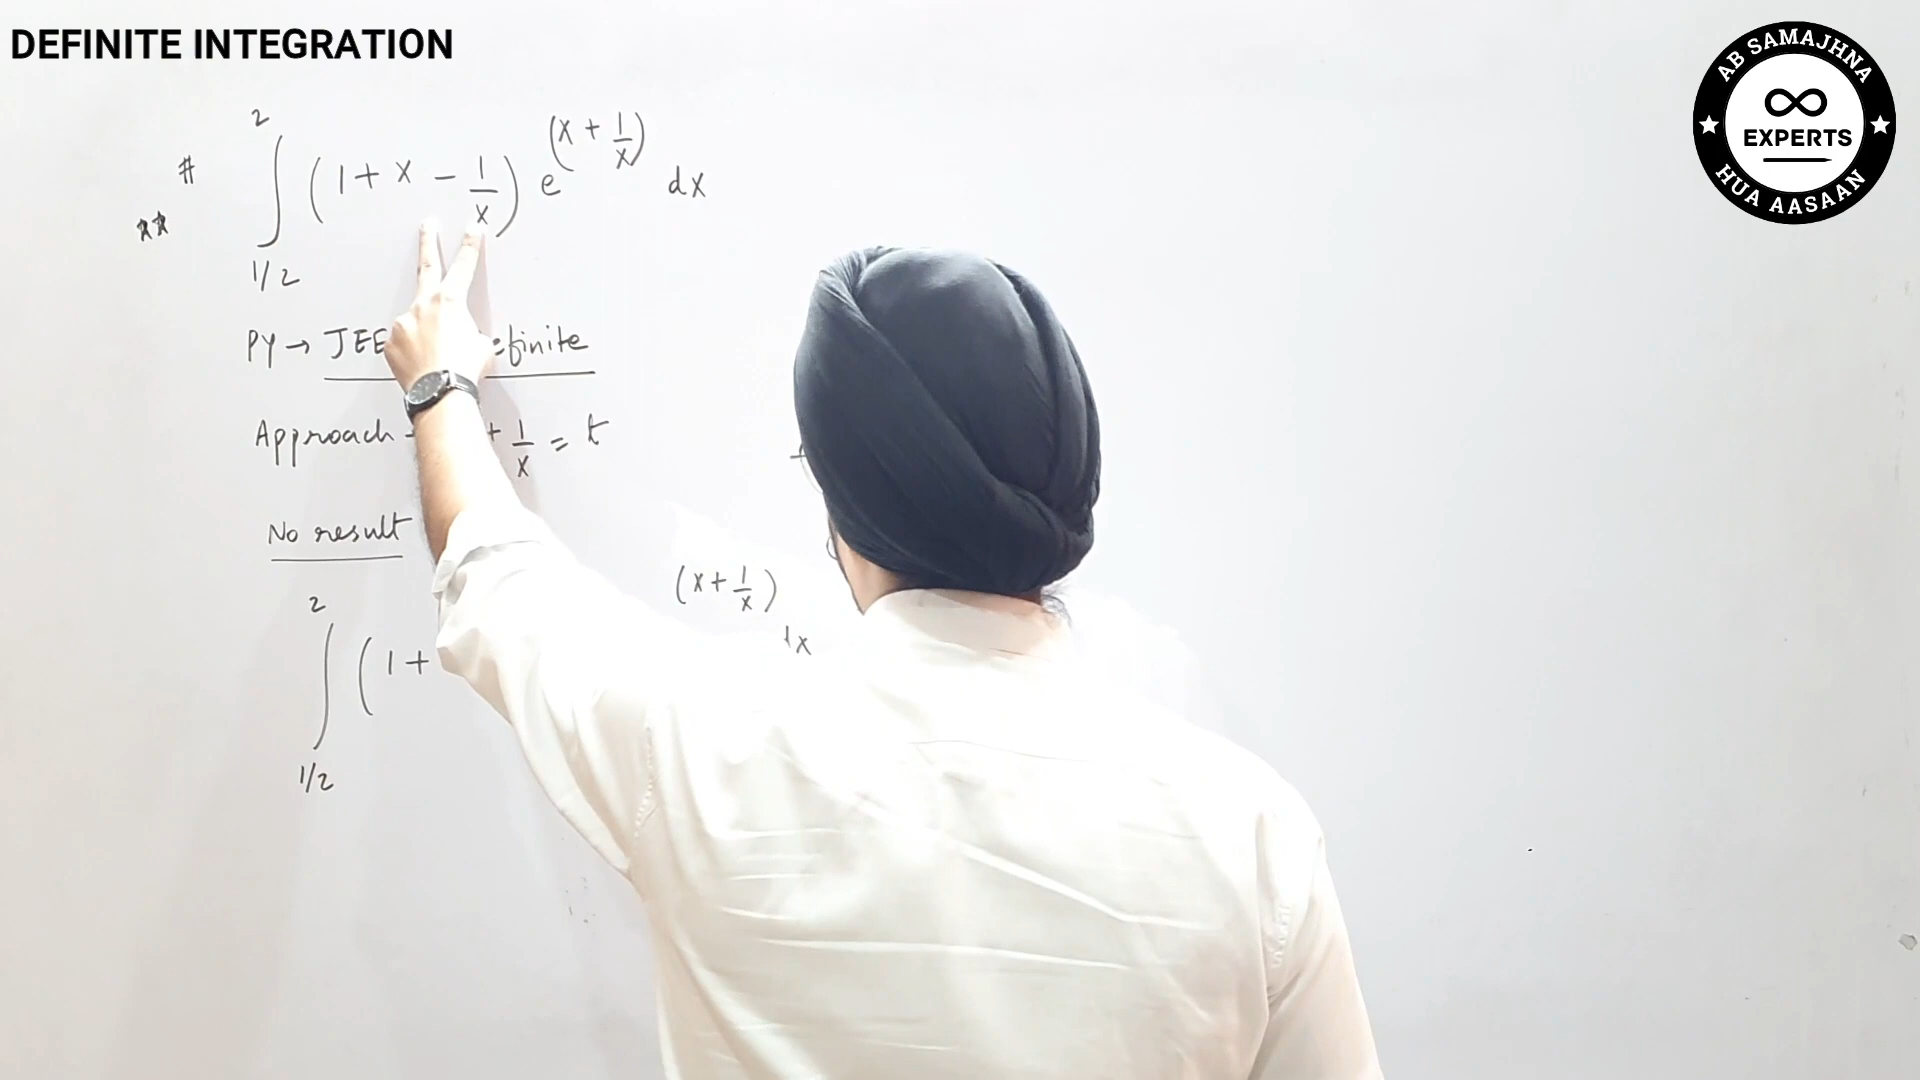 DEFINITE INTEGRATION
AB SAMAJHNA
∞
EXPERTS
HUA AASAAN
# ∫_{1/2}^{2} (1 + x - 1/x) e^{(x + 1/x)} dx
**
PY → JEE efinite
Approach + 1/x = t
No result
∫_{1/2}^{2} (1 + (x + 1/x) dx